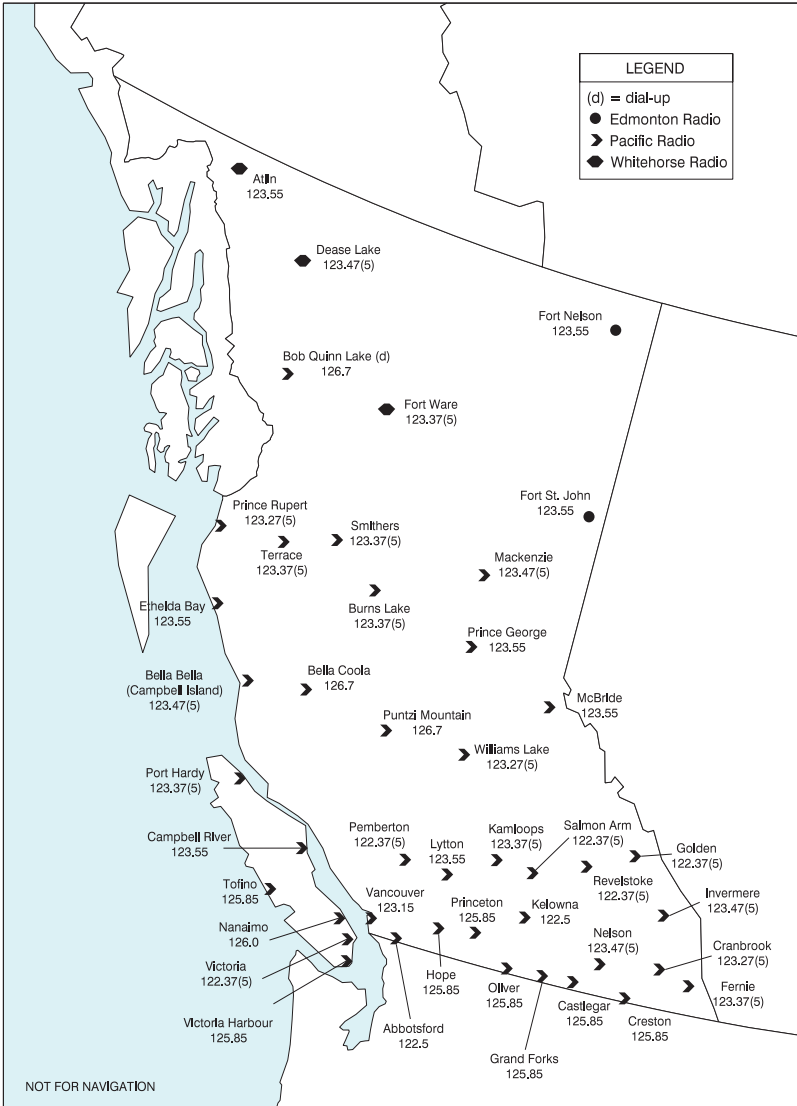 LEGEND
(d) = dial-up
Edmonton Radio
Pacific Radio
Whitehorse Radio
Atlin
123.55
Dease Lake
123.47(5)
Fort Nelson
123.55
Bob Quinn Lake (d)
126.7
Fort Ware
123.37(5)
Fort St. John
123.55
Prince Rupert
123.27(5)
Terrace
123.37(5)
Smithers
123.37(5)
Mackenzie
123.47(5)
Ethelda Bay
123.55
Burns Lake
123.37(5)
Prince George
123.55
Bella Bella
(Campbell Island)
123.47(5)
Bella Coola
126.7
McBride
123.55
Puntzi Mountain
126.7
Williams Lake
123.27(5)
Port Hardy
123.37(5)
Campbell River
123.55
Pemberton
122.37(5)
Lytton
123.55
Kamloops
123.37(5)
Salmon Arm
122.37(5)
Golden
122.37(5)
Revelstoke
122.37(5)
Tofino
125.85
Vancouver
123.15
Princeton
125.85
Kelowna
122.5
Invermere
123.47(5)
Nanaimo
126.0
Nelson
123.47(5)
Cranbrook
123.27(5)
Victoria
122.37(5)
Hope
125.85
Oliver
125.85
Castlegar
125.85
Creston
125.85
Fernie
123.37(5)
Victoria Harbour
125.85
Abbotsford
122.5
Grand Forks
125.85
NOT FOR NAVIGATION